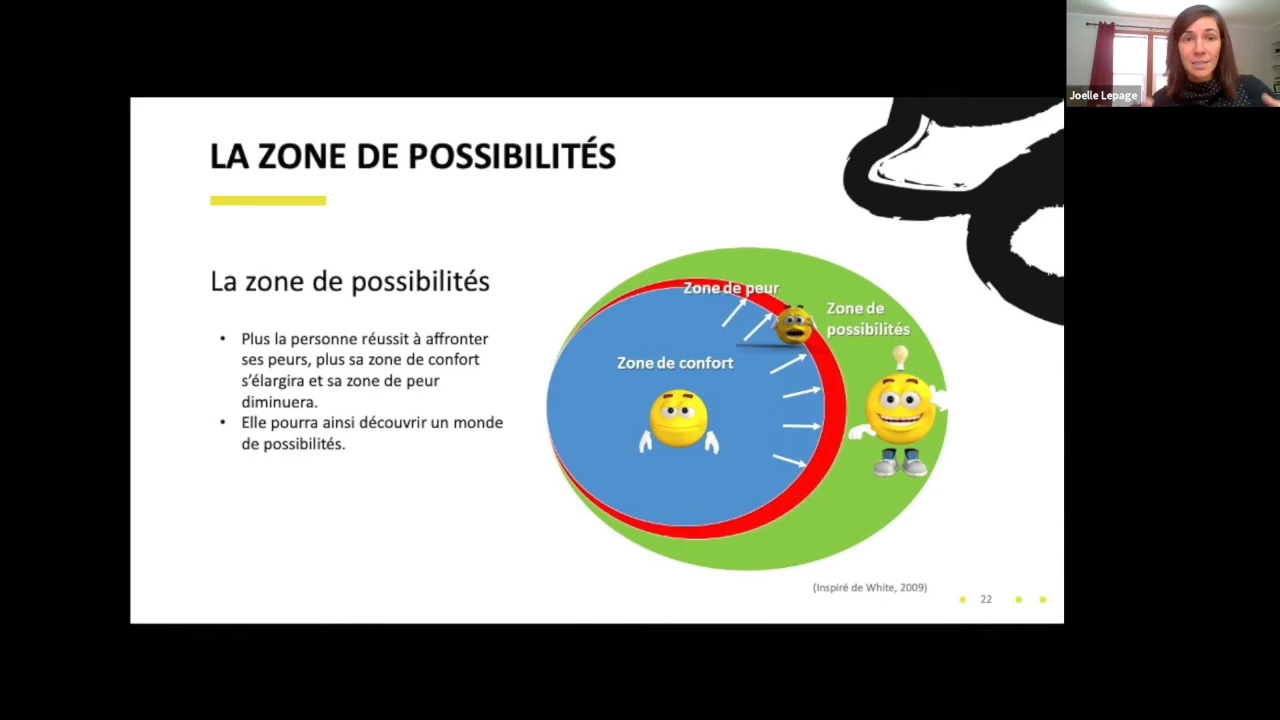 Joelle Lepage
LA ZONE DE POSSIBILITÉS
La zone de possibilités
• Plus la personne réussit à affronter
ses peurs, plus sa zone de confort
s'élargira et sa zone de peur
diminuera.
• Elle pourra ainsi découvrir un monde
de possibilités.
Zone de peur
Zone de
possibilités
Zone de confort
(Inspiré de White, 2009)
22